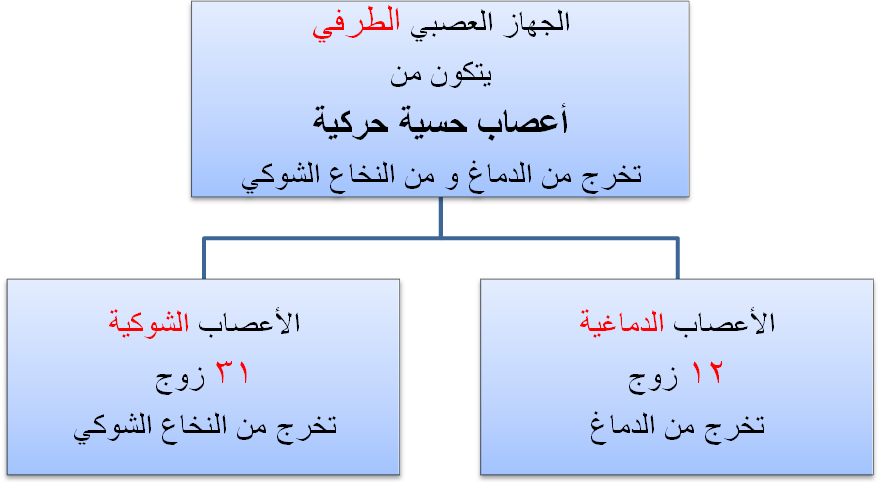 الجهاز العصبي الطرفي
يتكون من
أعصاب حسية حركية
تخرج من الدماغ و من النخاع الشوكي
الأعصاب الدماغية
١٢ زوج
تخرج من الدماغ
الأعصاب الشوكية
٣١ زوج
تخرج من النخاع الشوكي